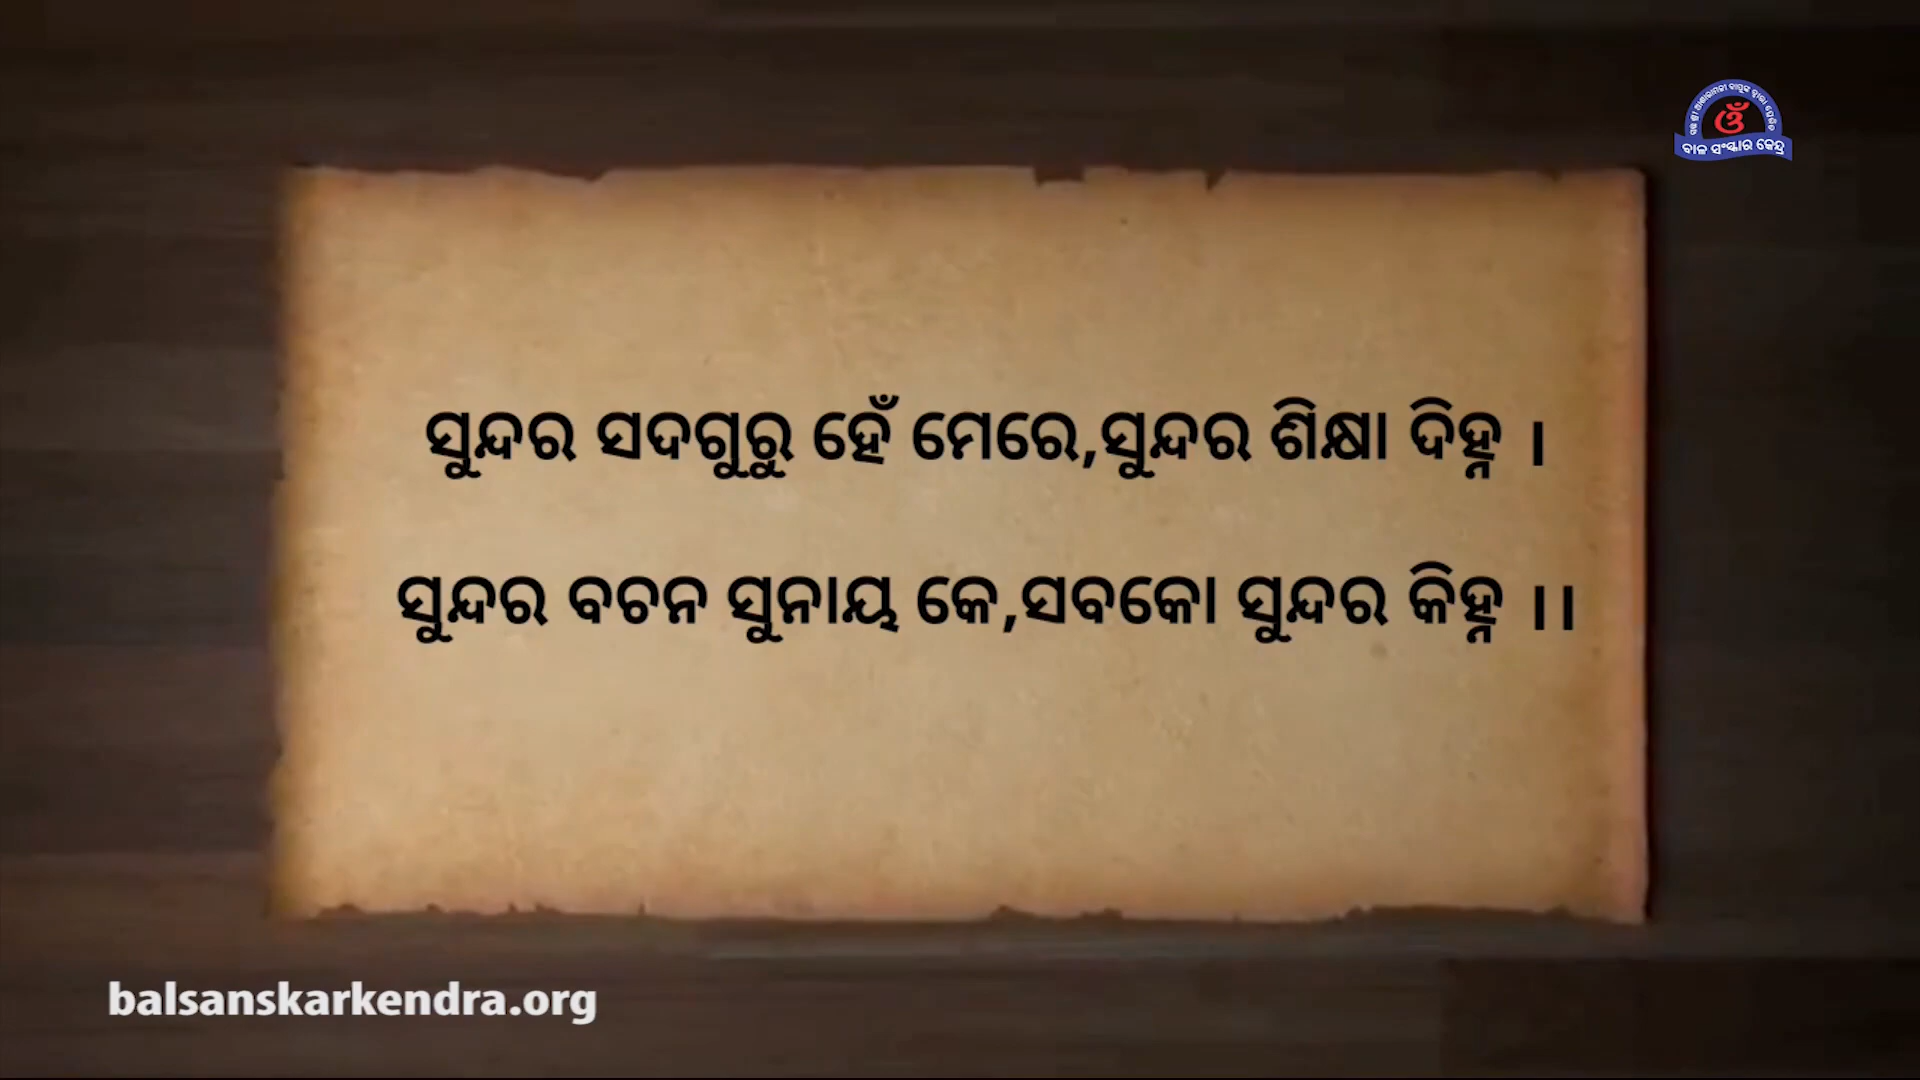 ବାଳ ସଂସ୍କାର କେନ୍ଦ୍ର
ସୁନ୍ଦର ସଦଗୁରୁ ହେଁ ମେରେ,ସୁନ୍ଦର ଶିକ୍ଷା ଦିହ୍ନ ।
ସୁନ୍ଦର ବଚନ ସୁନାୟ କେ,ସବକୋ ସୁନ୍ଦର କିହ୍ନ ।।
balsanskarkendra.org